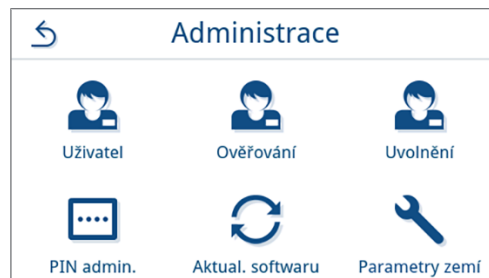 Administrace
Uživatel Ověřování Uvolnění
PIN admin. Aktual. softwaru Parametry zemí